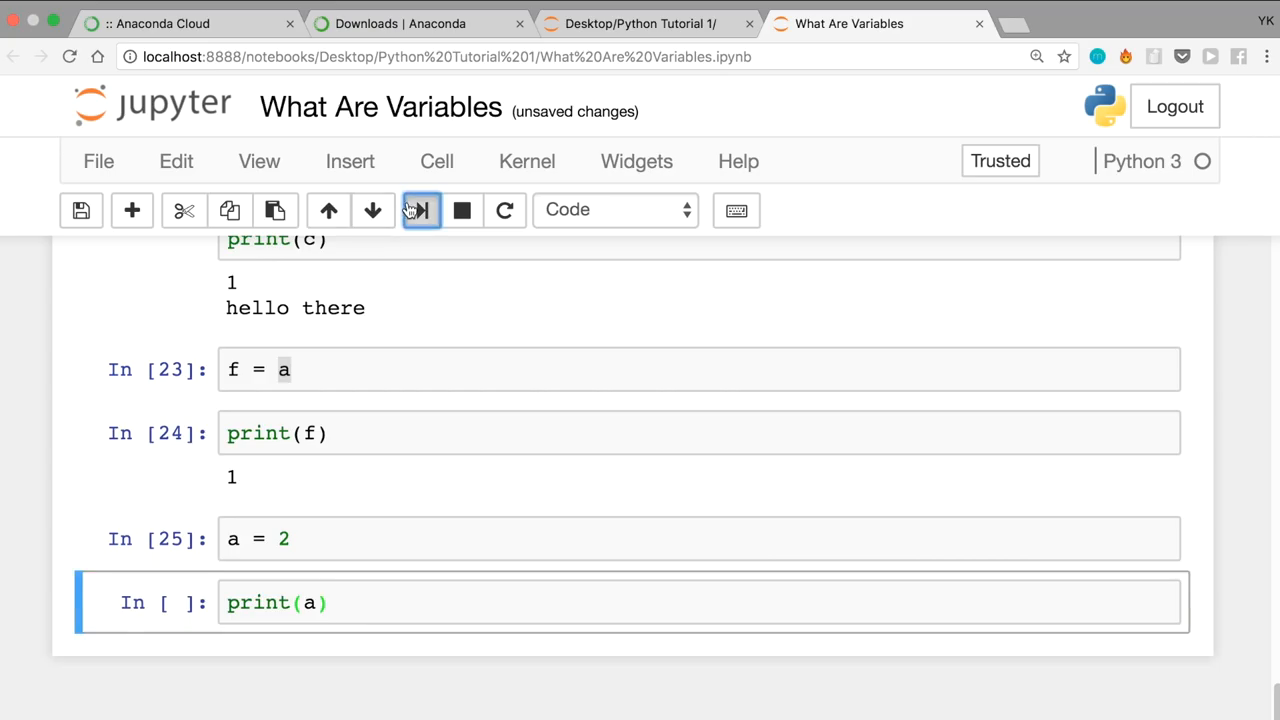 :: Anaconda Cloud
Downloads | Anaconda
Desktop/Python Tutorial 1/
What Are Variables
YK
localhost:8888/notebooks/Desktop/Python%20Tutorial%201/What%20Are%20Variables.ipynb
jupyter What Are Variables (unsaved changes)
Logout
File Edit View Insert Cell Kernel Widgets Help
Trusted
Python 3
Code
print(c)
1
hello there
In [23]: f = a
In [24]: print(f)
1
In [25]: a = 2
In [ ]: print(a)